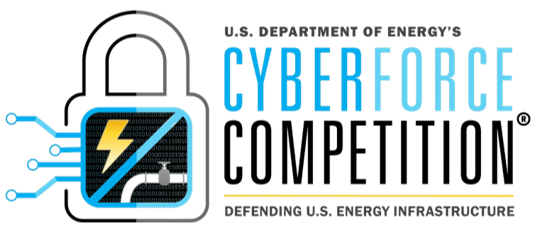 U.S. DEPARTMENT OF ENERGY'S
CYBERFORCE
COMPETITION®
DEFENDING U.S. ENERGY INFRASTRUCTURE